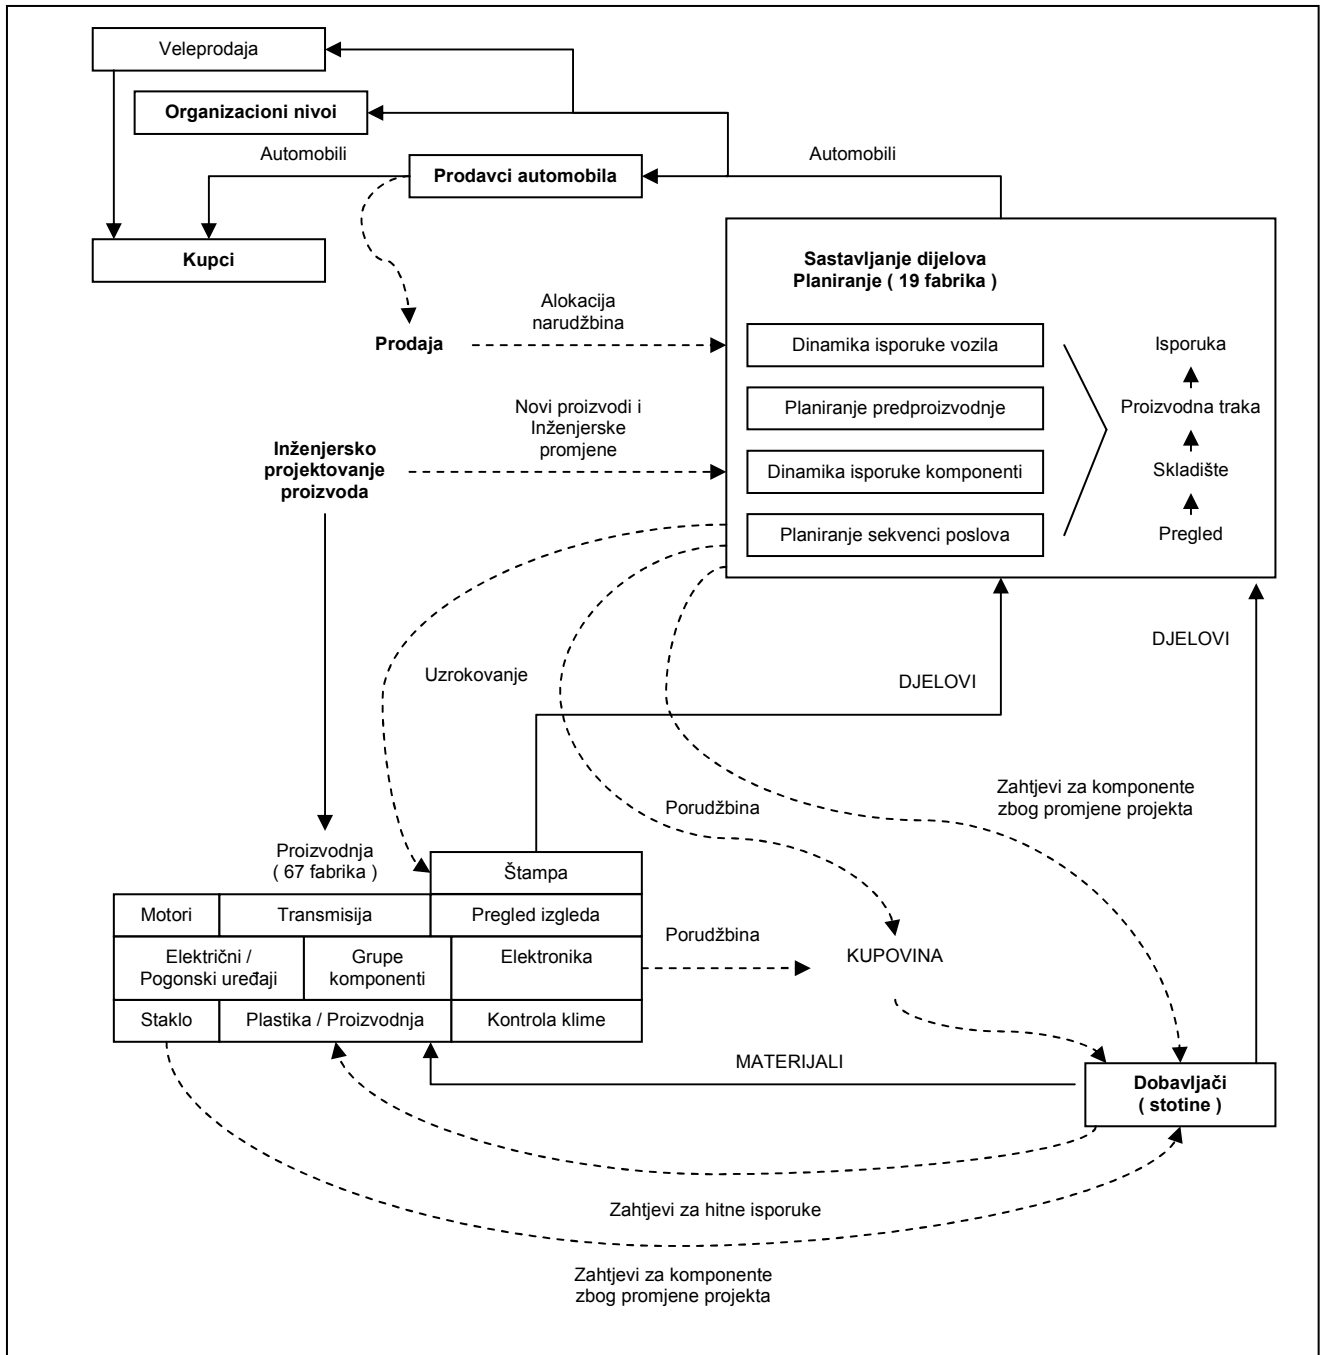 Veleprodaja
Organizacioni nivoi
Automobili
Automobili
Prodavci automobila
Kupci
Sastavljanje dijelova
Planiranje ( 19 fabrika )
Alokacija
narudžbina
Prodaja
Dinamika isporuke vozila
Isporuka
Planiranje predproizvodnje
Proizvodna traka
Novi proizvodi i
Inženjerske
promjene
Inženjersko
projektovanje
proizvoda
Dinamika isporuke komponenti
Skladište
Planiranje sekvenci poslova
Pregled
DJELOVI
Uzrokovanje
DJELOVI
Zahtjevi za komponente
zbog promjene projekta
Porudžbina
Proizvodnja
( 67 fabrika )
Štampa
Motori
Transmisija
Pregled izgleda
Električni /
Pogonski uređaji
Grupe
komponenti
Elektronika
Porudžbina
KUPOVINA
Staklo
Plastika / Proizvodnja
Kontrola klime
MATERIJALI
Dobavljači
( stotine )
Zahtjevi za hitne isporuke
Zahtjevi za komponente
zbog promjene projekta